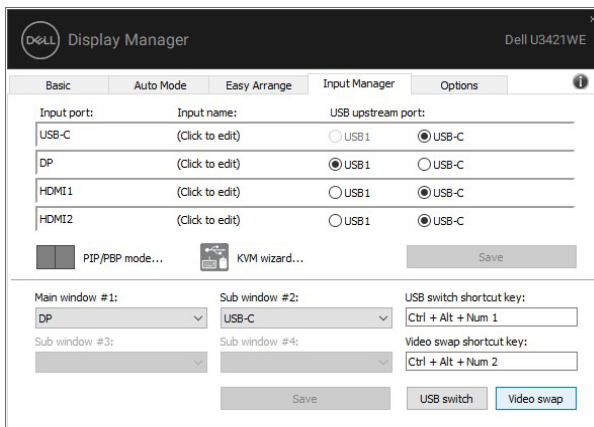 DELL Display Manager Dell U3421WE
Basic Auto Mode Easy Arrange Input Manager Options
Input port: Input name: USB upstream port:
USB-C (Click to edit) USB1 USB-C
DP (Click to edit) USB1 USB-C
HDMI1 (Click to edit) USB1 USB-C
HDMI2 (Click to edit) USB1 USB-C
PIP/PBP mode... KVM wizard... Save
Main window #1: Sub window #2: USB switch shortcut key:
DP USB-C Ctrl + Alt + Num 1
Sub window #3: Sub window #4: Video swap shortcut key:
Ctrl + Alt + Num 2
Save USB switch Video swap